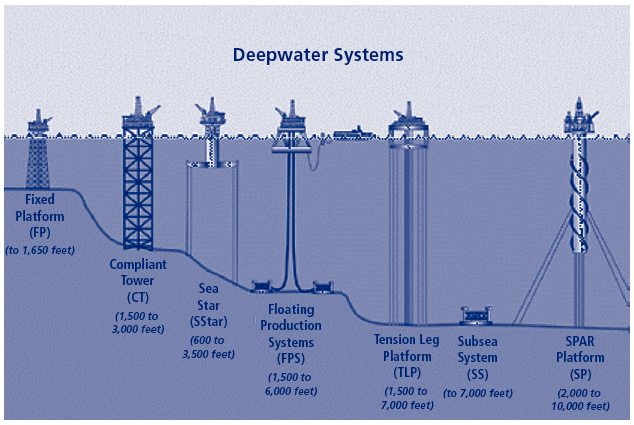 Deepwater Systems
Fixed
Platform
(FP)
(to 1,650 feet)
Compliant
Tower
(CT)
(1,500 to
3,000 feet)
Sea
Star
(SStar)
(600 to
3,500 feet)
Floating
Production
Systems
(FPS)
(1,500 to
6,000 feet)
Tension Leg
Platform
(TLP)
(1,500 to
7,000 feet)
Subsea
System
(SS)
(to 7,000 feet)
SPAR
Platform
(SP)
(2,000 to
10,000 feet)